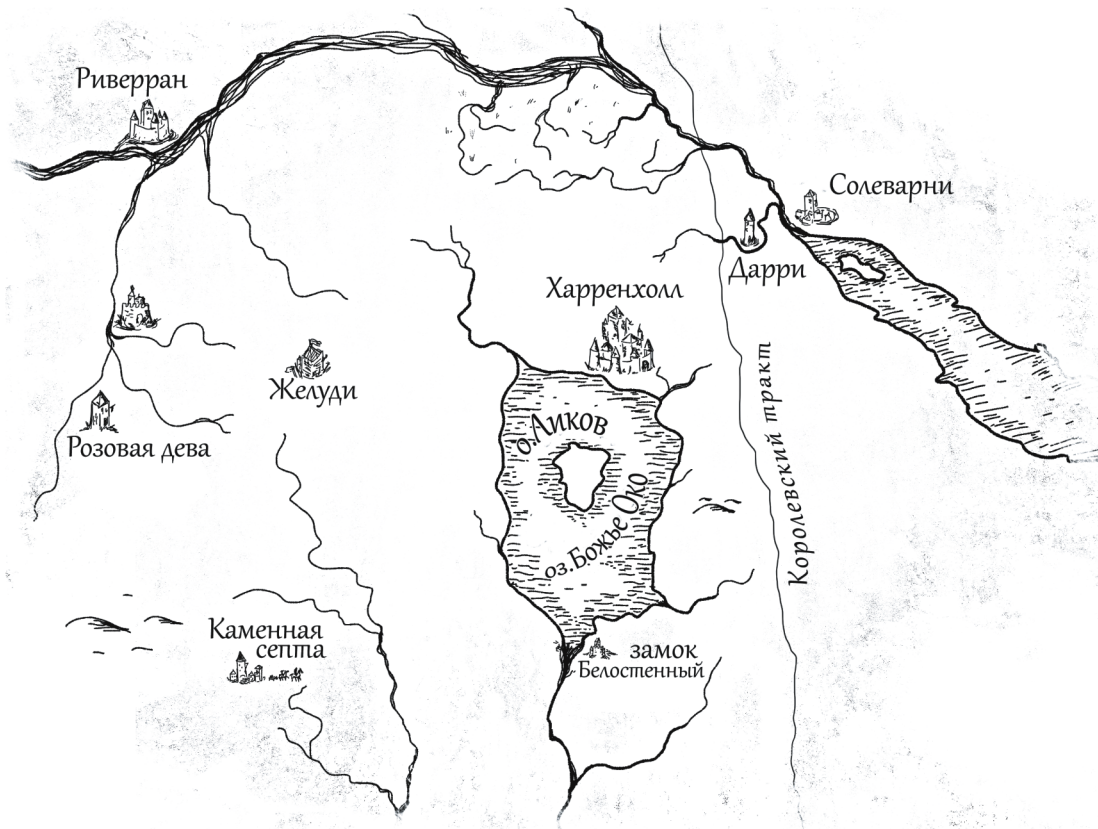 Риверран
Солеварни
Дарри
Харренхолл
Желуди
Розовая дева
о.Ликов
оз.Божье Око
Королевский тракт
Каменная
септа
замок
Белостенный